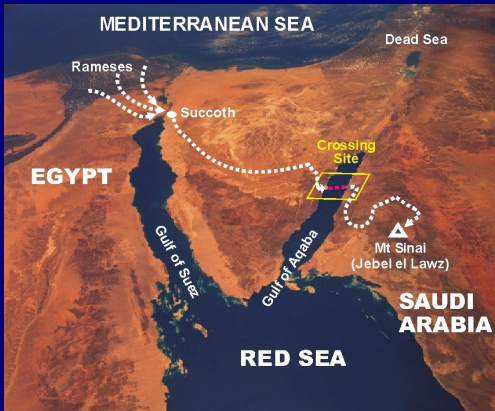 MEDITERRANEAN SEA
Dead Sea
Rameses
Succoth
Crossing
Site
EGYPT
Gulf of Suez
Gulf of Aqaba
Mt Sinai
(Jebel el Lawz)
SAUDI
ARABIA
RED SEA